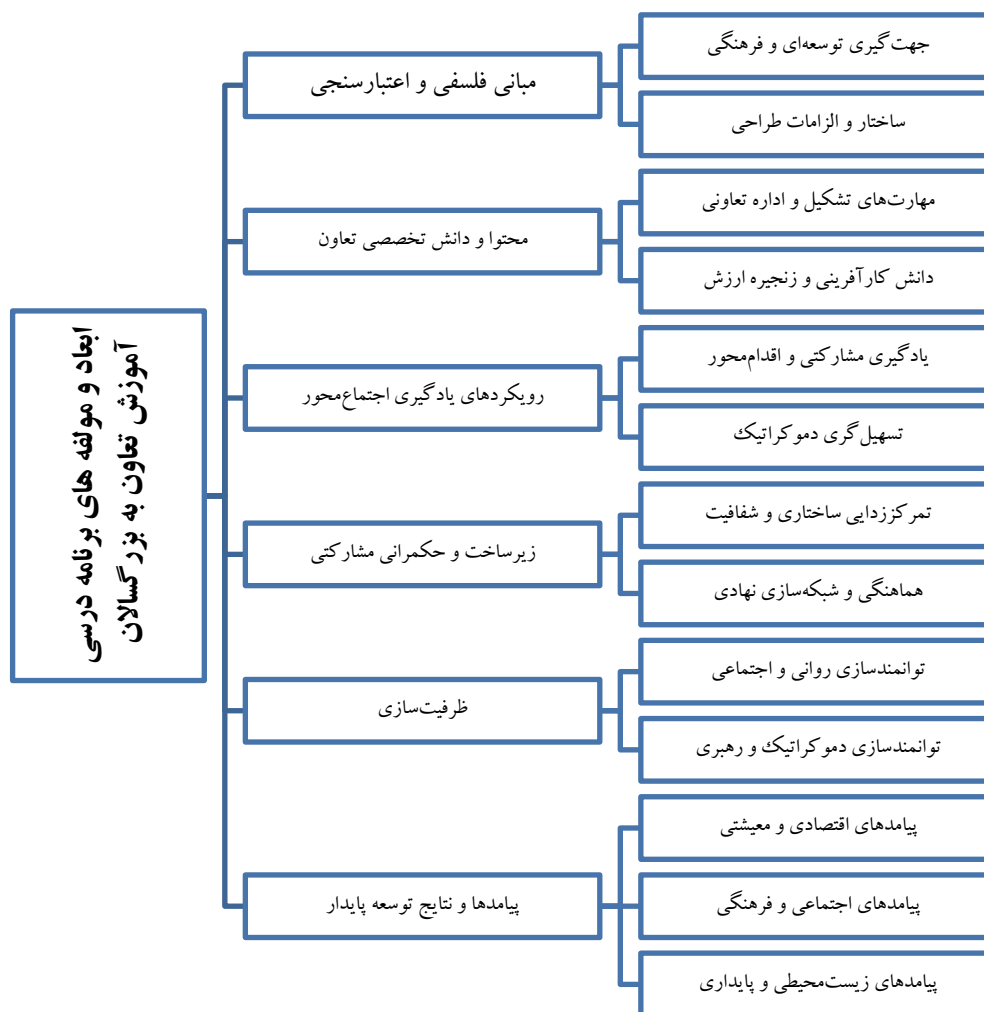 ابعاد و مولفه های برنامه درسی
آموزش تعاون به بزرگسالان
مبانی فلسفی و اعتبارسنجی
جهت‌گیری توسعه‌ای و فرهنگی
ساختار و الزامات طراحی
محتوا و دانش تخصصی تعاون
مهارت‌های تشکیل و اداره تعاونی
دانش کارآفرینی و زنجیره ارزش
رویکردهای یادگیری اجتماع‌محور
یادگیری مشارکتی و اقدام‌محور
تسهیل‌گری دموکراتیک
زیرساخت و حکمرانی مشارکتی
تمرکززدایی ساختاری و شفافیت
هماهنگی و شبکه‌سازی نهادی
ظرفیت‌سازی
توانمندسازی روانی و اجتماعی
توانمندسازی دموکراتیک و رهبری
پیامدها و نتایج توسعه پایدار
پیامدهای اقتصادی و معیشتی
پیامدهای اجتماعی و فرهنگی
پیامدهای زیست‌محیطی و پایداری